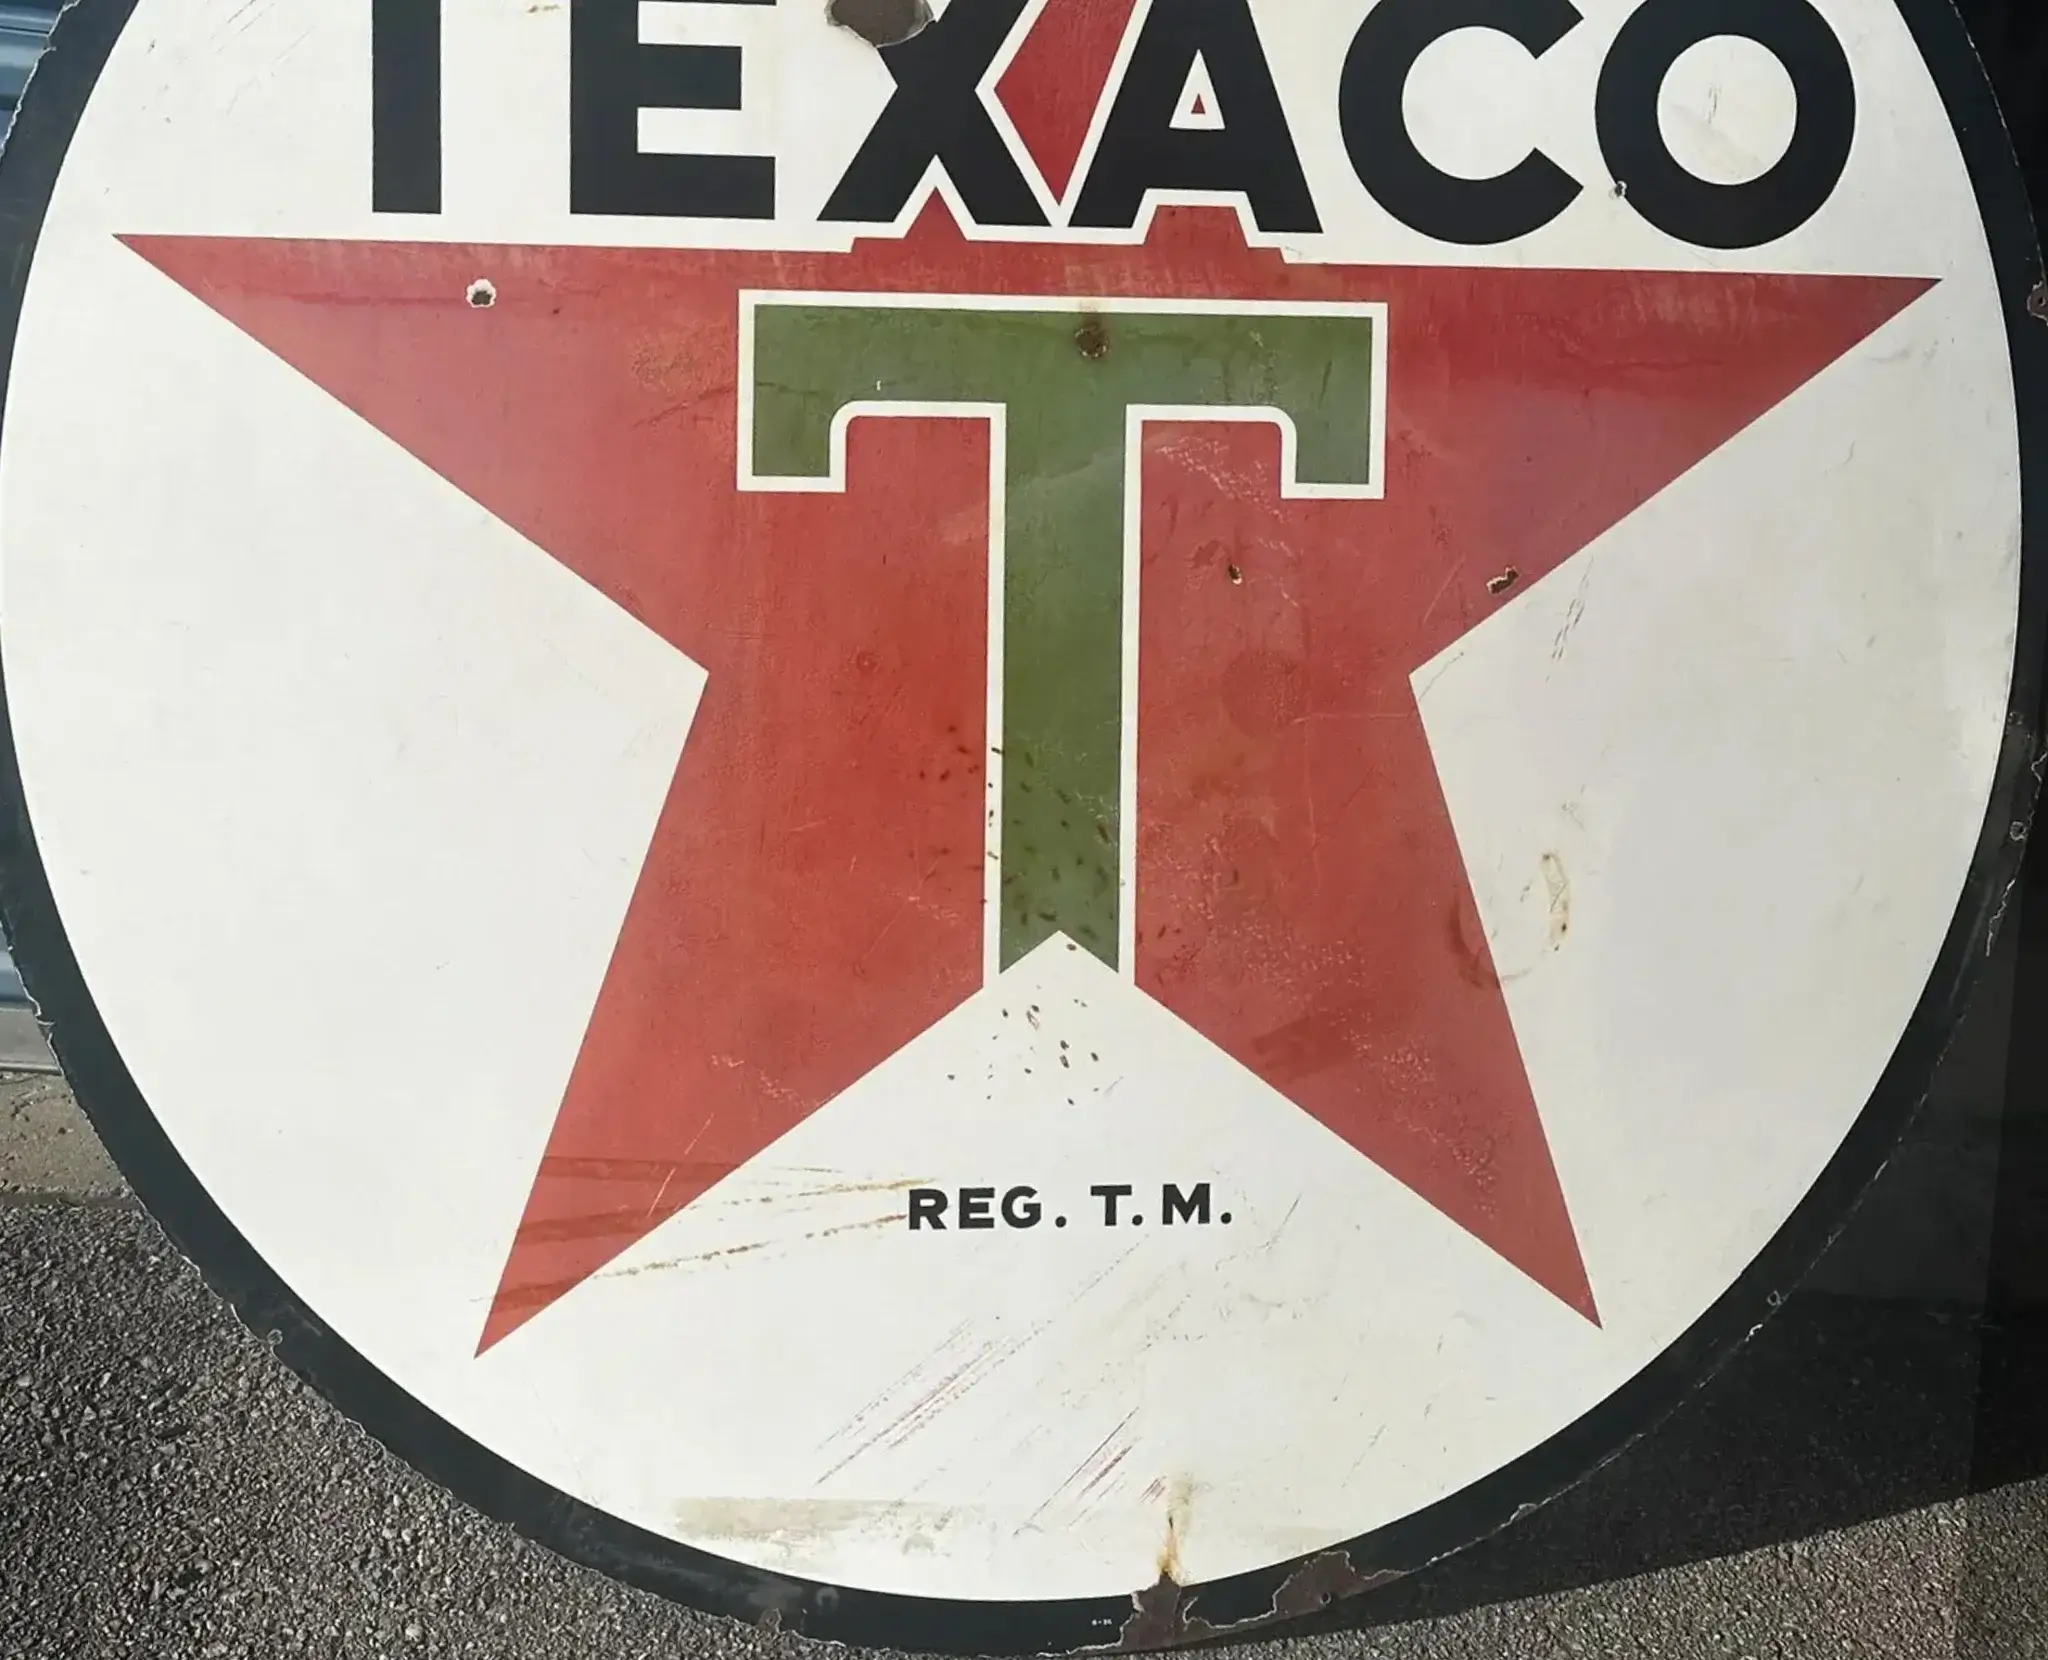 TEXACO
T
REG. T.M.